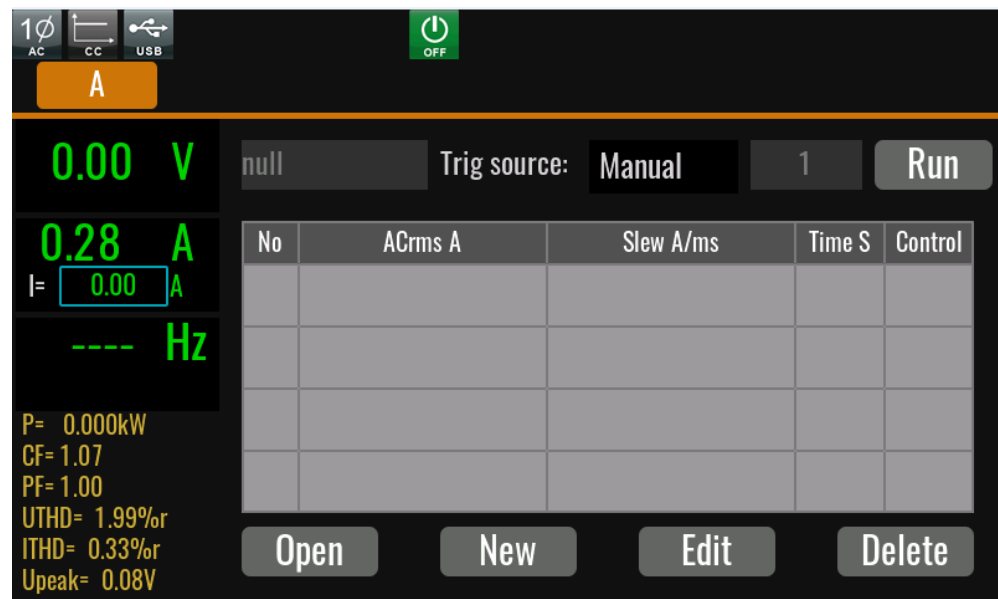 1Ø AC CC USB OFF
A
0.00 V
null Trig source: Manual 1 Run
0.28 A
I= 0.00 A
No ACrms A Slew A/ms Time S Control
---- Hz
P= 0.000kW
CF= 1.07
PF= 1.00
UTHD= 1.99%r
ITHD= 0.33%r
Upeak= 0.08V
Open New Edit Delete